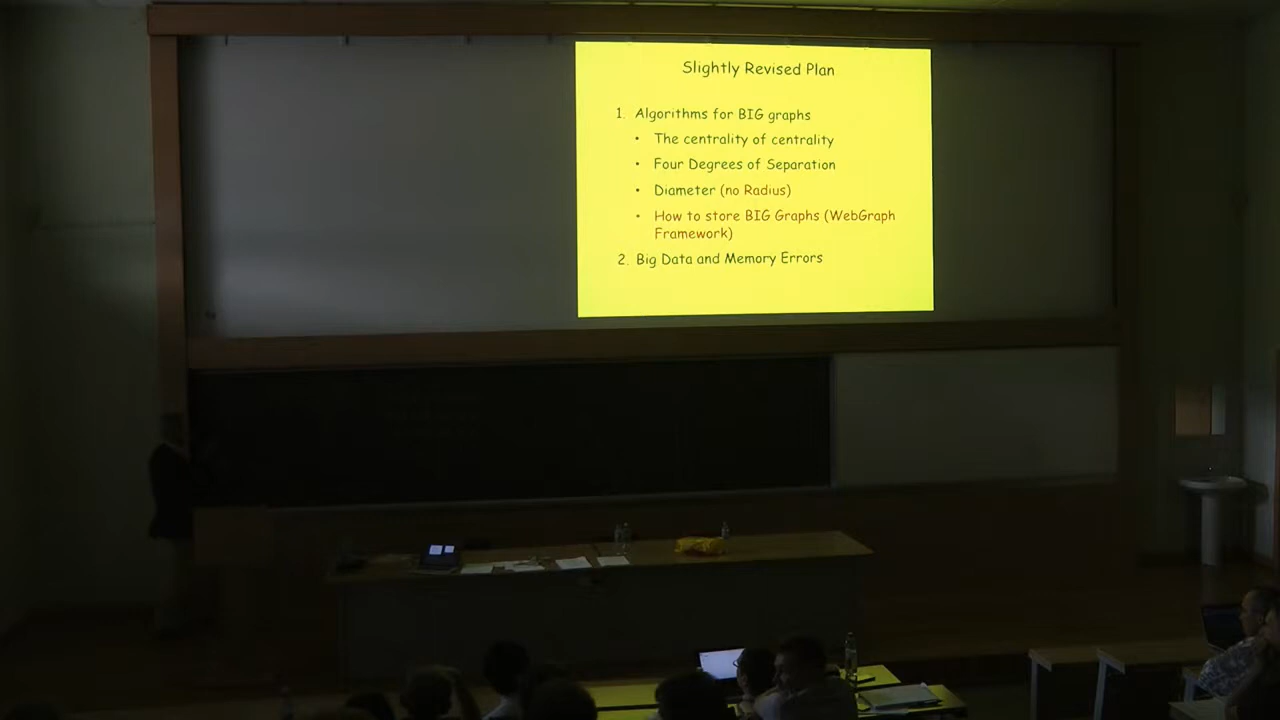 Slightly Revised Plan
1. Algorithms for BIG graphs
• The centrality of centrality
• Four Degrees of Separation
• Diameter (no Radius)
• How to store BIG Graphs (WebGraph
Framework)
2. Big Data and Memory Errors